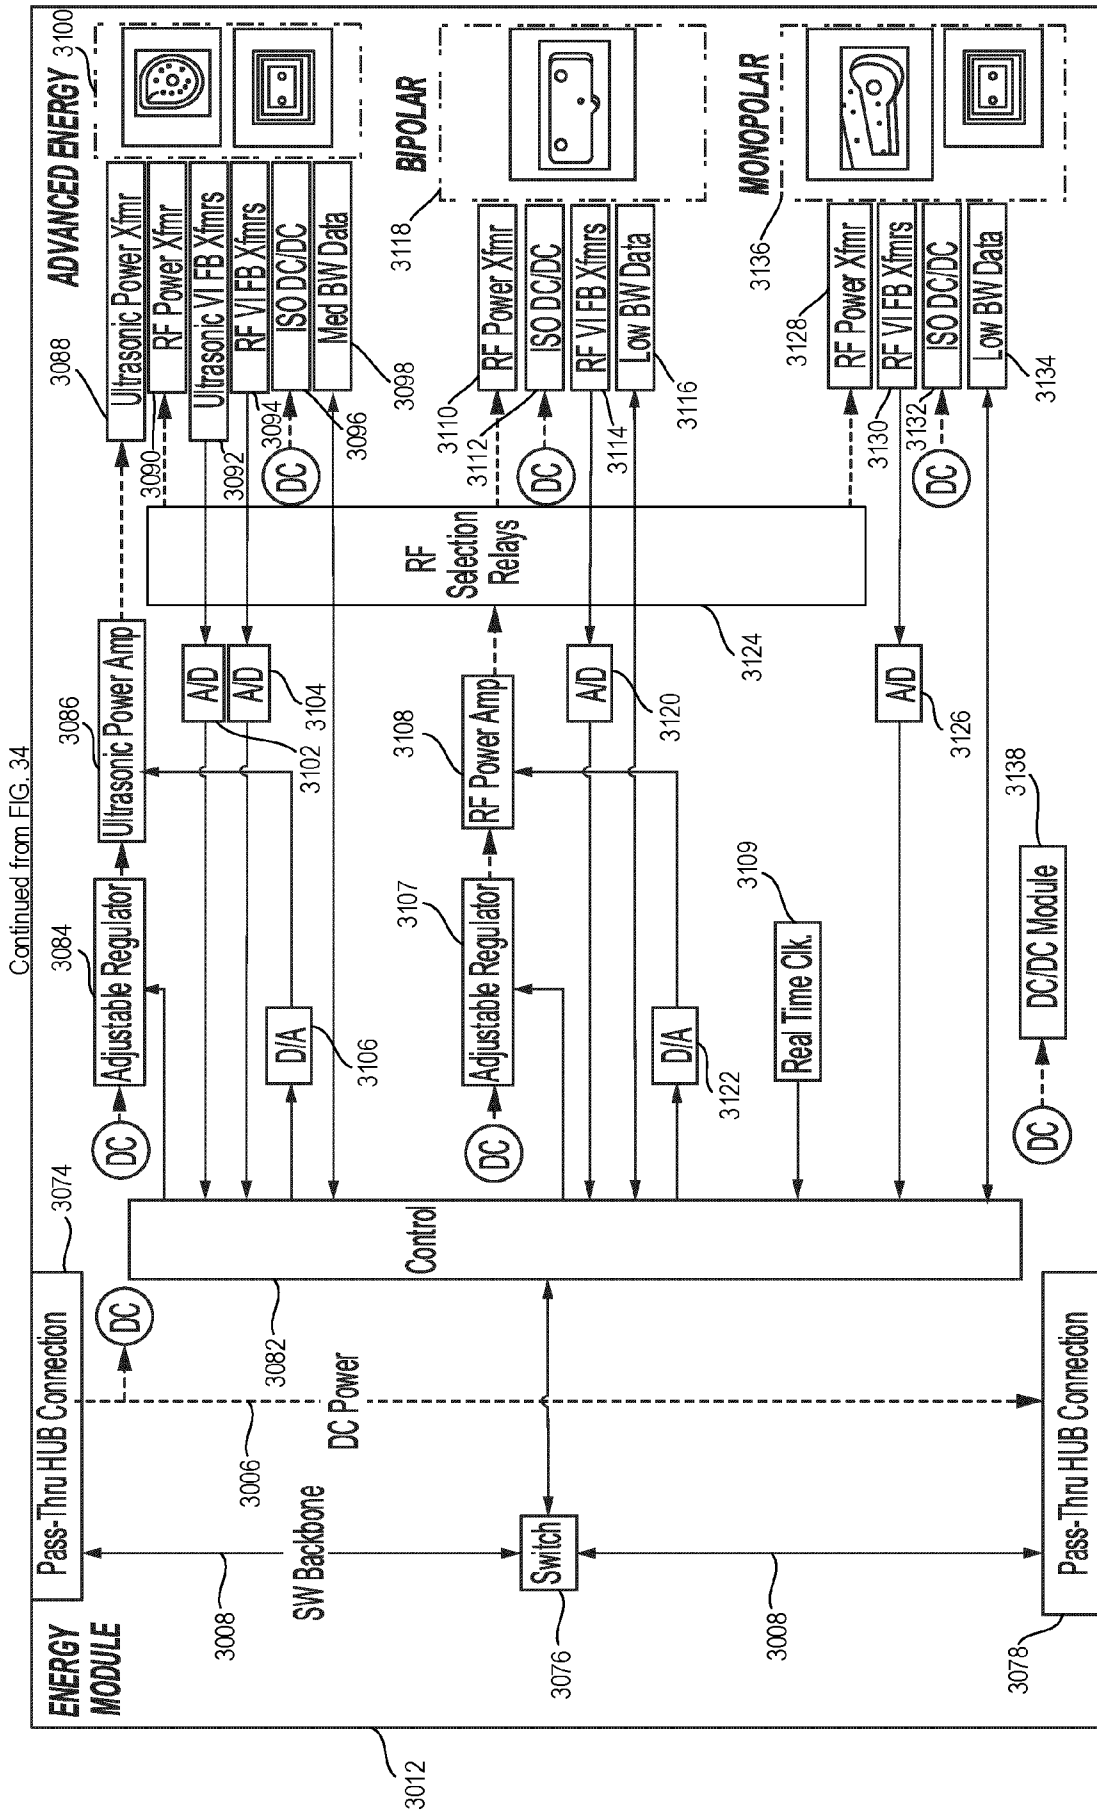 Continued from FIG. 34
ENERGY
MODULE
3012
Pass-Thru HUB Connection
3074
3008
SW Backbone
3006
DC Power
DC
Switch
3076
3008
3078
Pass-Thru HUB Connection
3082
Control
DC
Adjustable Regulator
3084
Ultrasonic Power Amp
3086
A/D
A/D
3102
3104
D/A
3106
DC
Adjustable Regulator
3107
RF Power Amp
3108
A/D
3120
D/A
3122
Real Time Clk.
3109
A/D
3126
DC
DC/DC Module
3138
RF
Selection
Relays
3124
ADVANCED ENERGY
3100
3088
Ultrasonic Power Xfmr
3090
RF Power Xfmr
3092
Ultrasonic VI FB Xfmrs
3094
RF VI FB Xfmrs
DC
3096
ISO DC/DC
3098
Med BW Data
BIPOLAR
3118
3110
RF Power Xfmr
3112
DC
ISO DC/DC
3114
RF VI FB Xfmrs
3116
Low BW Data
MONOPOLAR
3136
3128
RF Power Xfmr
3130
RF VI FB Xfmrs
3132
DC
ISO DC/DC
3134
Low BW Data